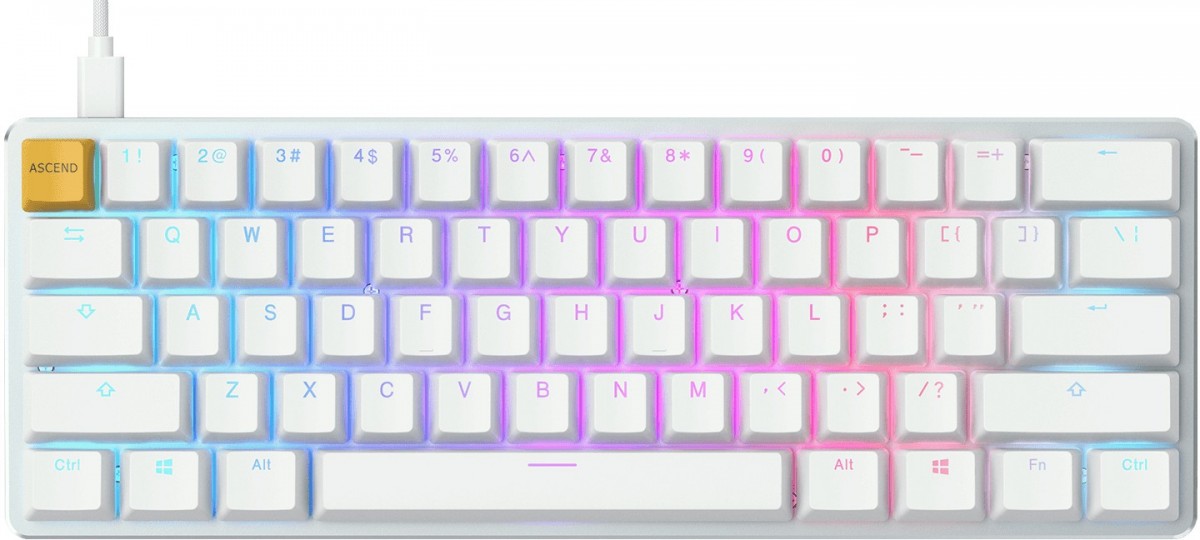 ASCEND 1! 2@ 3# 4$ 5% 6^ 7& 8* 9( 0) -_ =+ ←
Q W E R T Y U I O P [{ ]} \|
A S D F G H J K L ;: '"
Z X C V B N M ,< .> /?
Ctrl Alt Alt Fn Ctrl